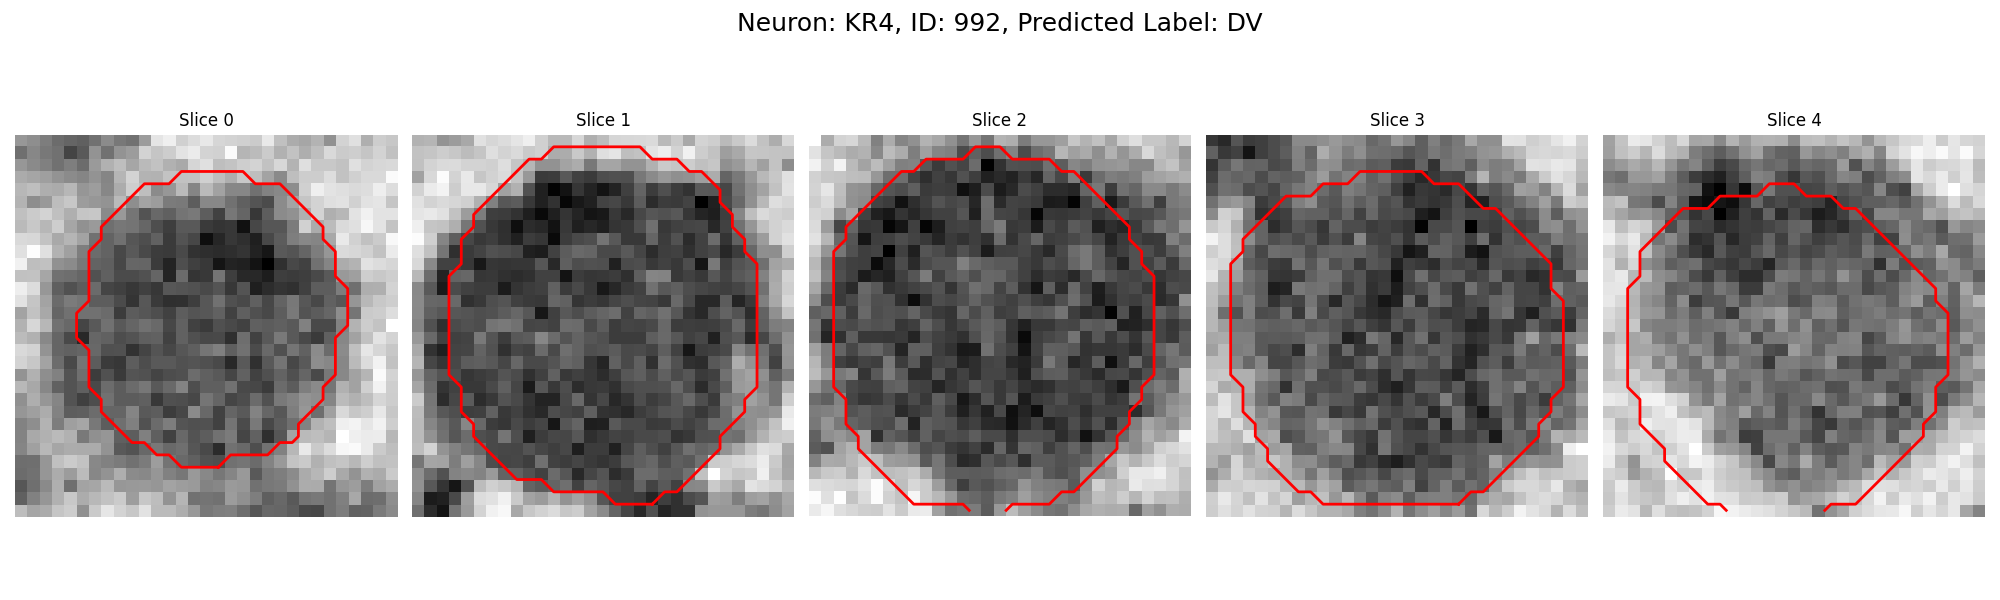 Neuron: KR4, ID: 992, Predicted Label: DV
Slice 0
Slice 1
Slice 2
Slice 3
Slice 4